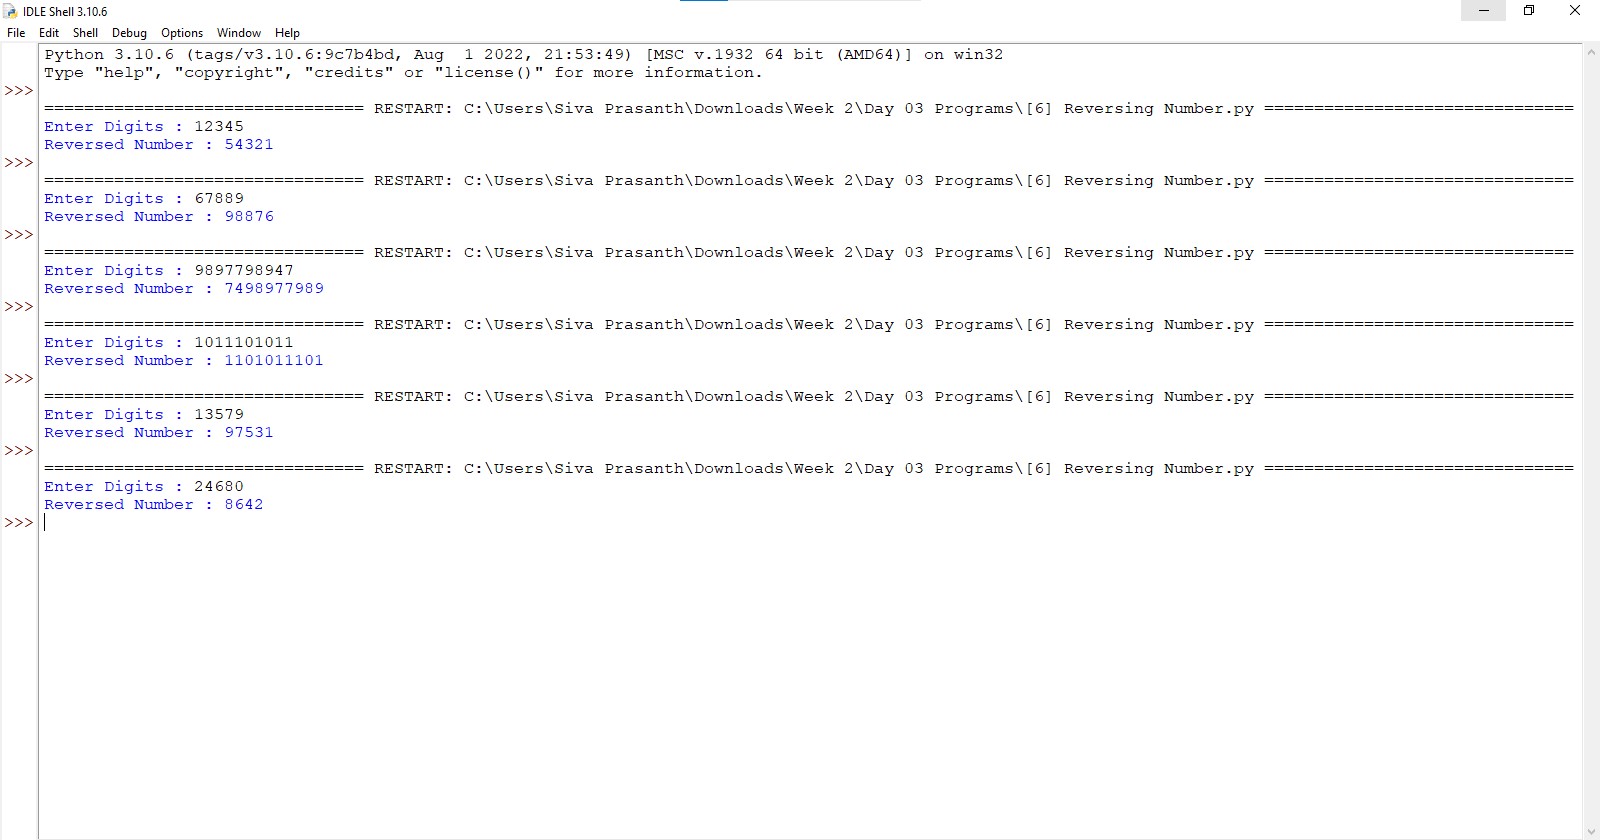 IDLE Shell 3.10.6
File Edit Shell Debug Options Window Help
Python 3.10.6 (tags/v3.10.6:9c7b4bd, Aug  1 2022, 21:53:49) [MSC v.1932 64 bit (AMD64)] on win32
Type "help", "copyright", "credits" or "license()" for more information.
>>>
================================ RESTART: C:\Users\Siva Prasanth\Downloads\Week 2\Day 03 Programs\[6] Reversing Number.py ===============================
Enter Digits : 12345
Reversed Number : 54321
>>>
================================ RESTART: C:\Users\Siva Prasanth\Downloads\Week 2\Day 03 Programs\[6] Reversing Number.py ===============================
Enter Digits : 67889
Reversed Number : 98876
>>>
================================ RESTART: C:\Users\Siva Prasanth\Downloads\Week 2\Day 03 Programs\[6] Reversing Number.py ===============================
Enter Digits : 9897798947
Reversed Number : 7498977989
>>>
================================ RESTART: C:\Users\Siva Prasanth\Downloads\Week 2\Day 03 Programs\[6] Reversing Number.py ===============================
Enter Digits : 1011101011
Reversed Number : 1101011101
>>>
================================ RESTART: C:\Users\Siva Prasanth\Downloads\Week 2\Day 03 Programs\[6] Reversing Number.py ===============================
Enter Digits : 13579
Reversed Number : 97531
>>>
================================ RESTART: C:\Users\Siva Prasanth\Downloads\Week 2\Day 03 Programs\[6] Reversing Number.py ===============================
Enter Digits : 24680
Reversed Number : 8642
>>>